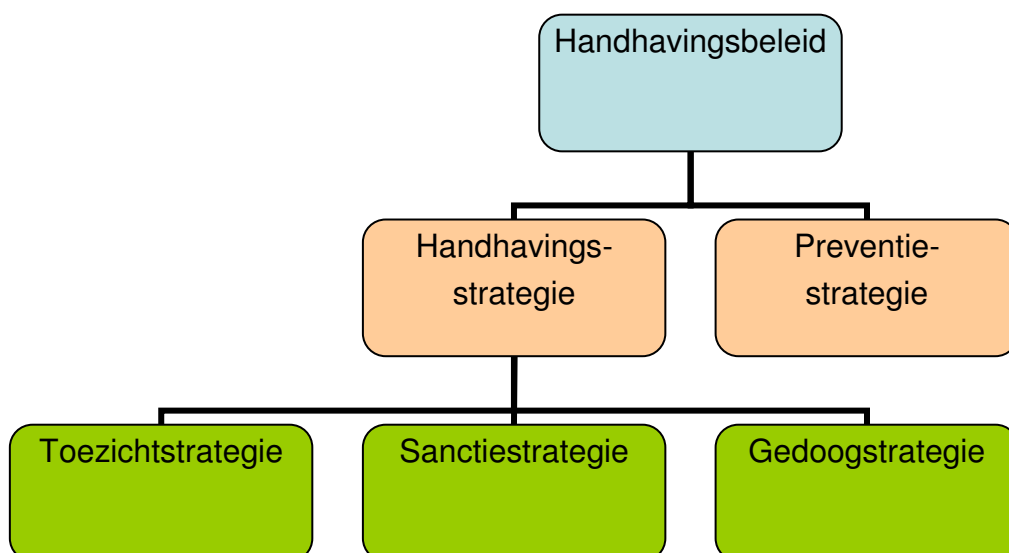 Handhavingsbeleid
Handhavings-
strategie
Preventie-
strategie
Toezichtstrategie
Sanctiestrategie
Gedoogstrategie